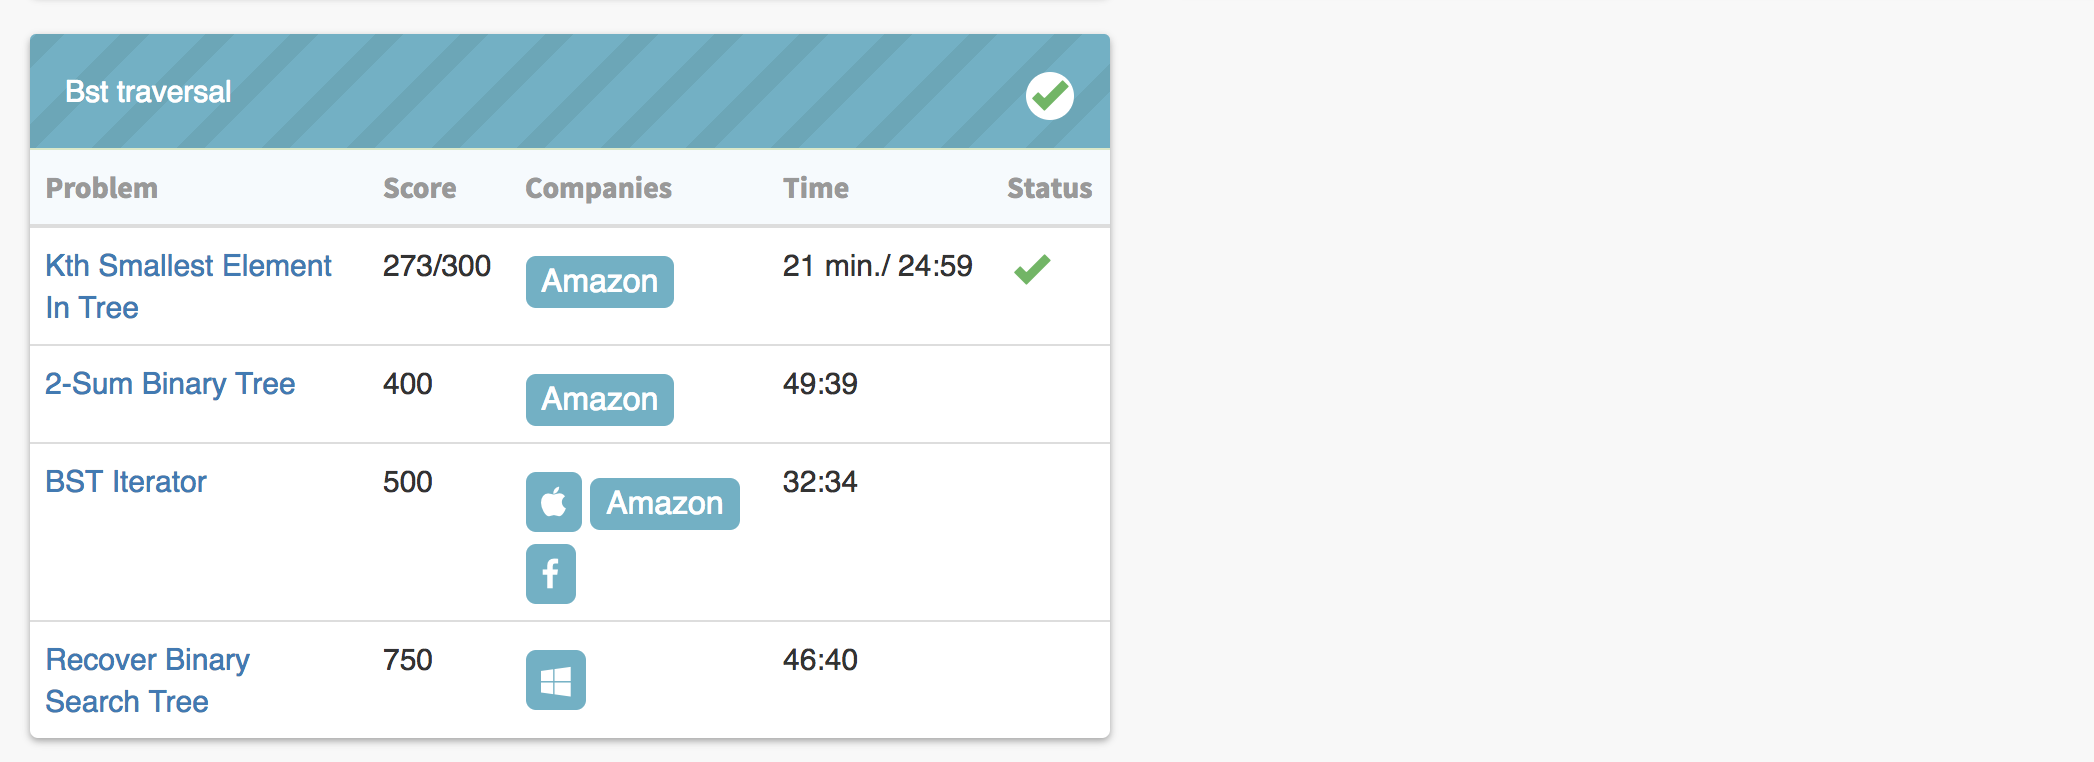 Bst traversal
Problem Score Companies Time Status
Kth Smallest Element 273/300 Amazon 21 min./ 24:59
In Tree
2-Sum Binary Tree 400 Amazon 49:39
BST Iterator 500 Amazon 32:34
Recover Binary 750 46:40
Search Tree